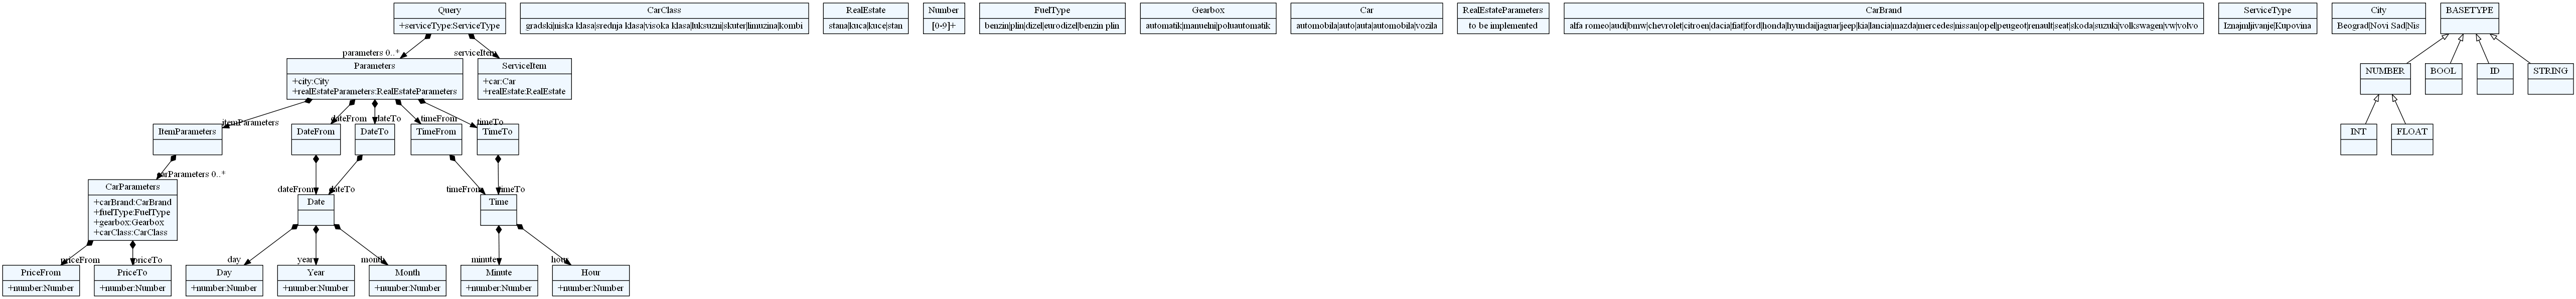 Query
+serviceType:ServiceType
CarClass
gradski|niska klasa|srednja klasa|visoka klasa|luksuzni|skuter|limuzina|kombi
RealEstate
stana|kuca|kuce|stan
Number
[0-9]+
FuelType
benzin|plin|dizel|eurodizel|benzin plin
Gearbox
automatik|manuelni|poluautomatik
Car
automobila|auto|auta|automobila|vozila
RealEstateParameters
to be implemented
CarBrand
alfa romeo|audi|bmw|chevrolet|citroen|dacia|fiat|ford|honda|hyundai|jaguar|jeep|kia|lancia|mazda|mercedes|nissan|opel|peugeot|renault|seat|skoda|suzuki|volkswagen|vw|volvo
ServiceType
Iznajmljivanje|Kupovina
City
Beograd|Novi Sad|Nis
BASETYPE
parameters 0..*
serviceItem
Parameters
+city:City
+realEstateParameters:RealEstateParameters
ServiceItem
+car:Car
+realEstate:RealEstate
NUMBER
BOOL
ID
STRING
itemParameters
dateFrom
dateTo
timeFrom
timeTo
ItemParameters
DateFrom
DateTo
TimeFrom
TimeTo
INT
FLOAT
carParameters 0..*
dateFrom
dateTo
timeFrom
timeTo
CarParameters
+carBrand:CarBrand
+fuelType:FuelType
+gearbox:Gearbox
+carClass:CarClass
Date
Time
priceFrom
priceTo
day
year
month
minute
hour
PriceFrom
+number:Number
PriceTo
+number:Number
Day
+number:Number
Year
+number:Number
Month
+number:Number
Minute
+number:Number
Hour
+number:Number